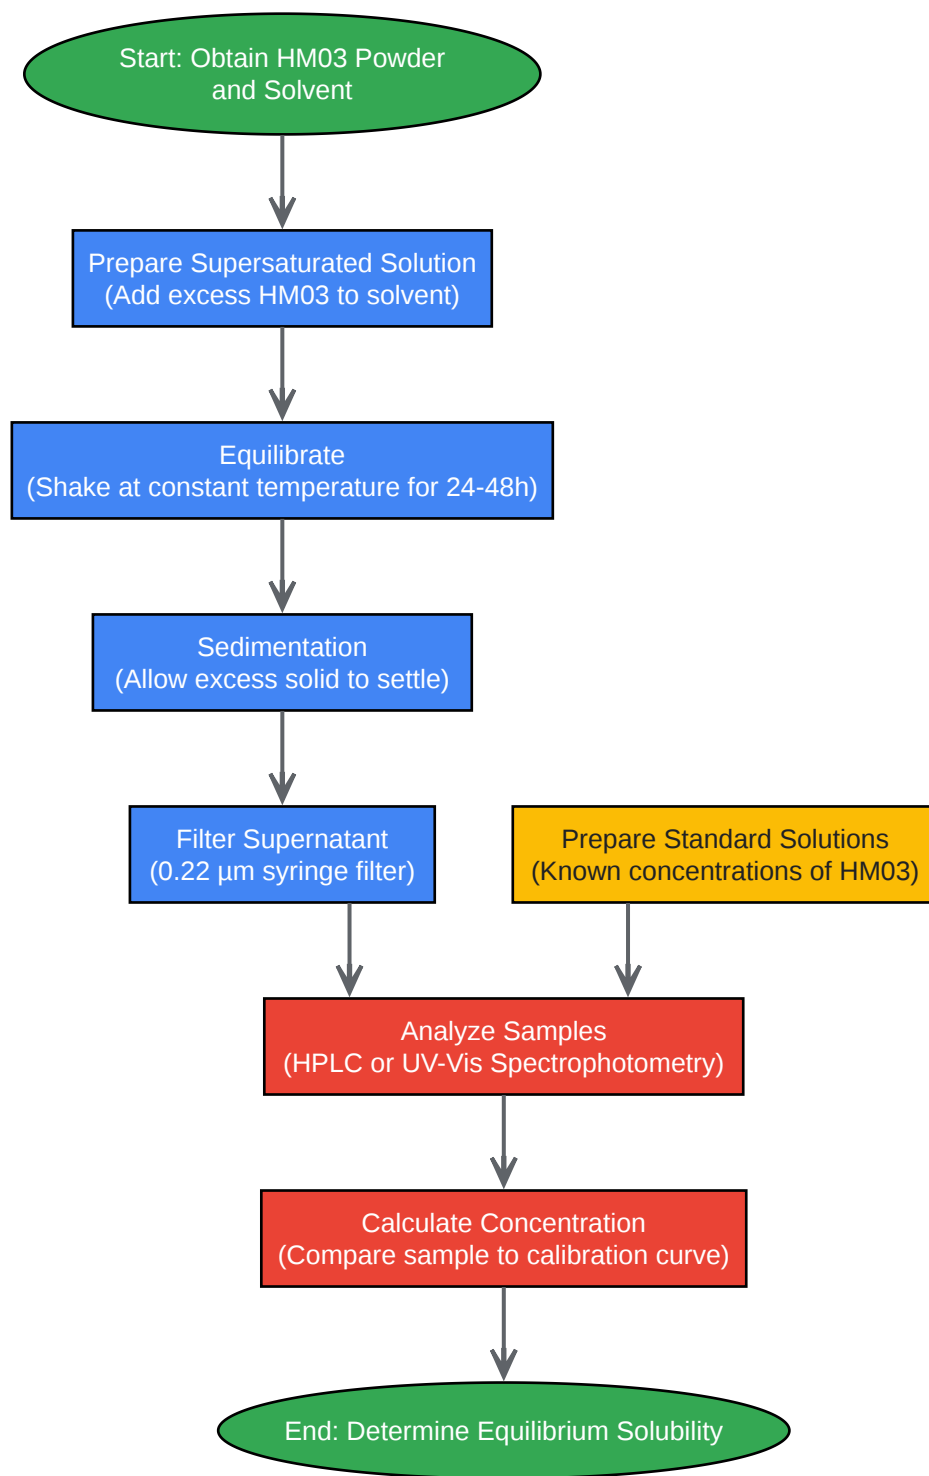 Start: Obtain HM03 Powder
and Solvent
Prepare Supersaturated Solution
(Add excess HM03 to solvent)
Equilibrate
(Shake at constant temperature for 24-48h)
Sedimentation
(Allow excess solid to settle)
Filter Supernatant
(0.22 µm syringe filter)
Prepare Standard Solutions
(Known concentrations of HM03)
Analyze Samples
(HPLC or UV-Vis Spectrophotometry)
Calculate Concentration
(Compare sample to calibration curve)
End: Determine Equilibrium Solubility